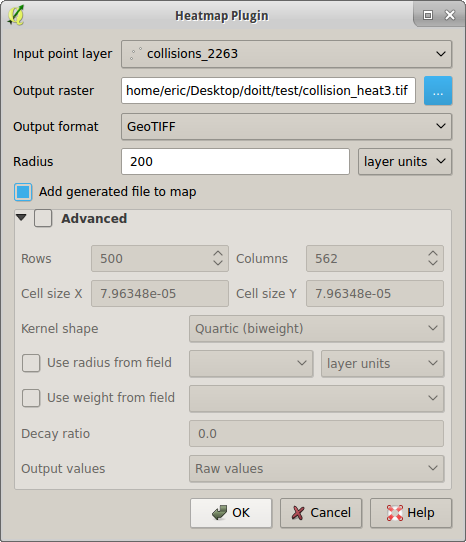 Heatmap Plugin
Input point layer collisions_2263
Output raster home/eric/Desktop/doitt/test/collision_heat3.tif ...
Output format GeoTIFF
Radius 200 layer units
Add generated file to map
Advanced
Rows 500 Columns 562
Cell size X 7.96348e-05 Cell size Y 7.96348e-05
Kernel shape Quartic (biweight)
Use radius from field layer units
Use weight from field
Decay ratio 0.0
Output values Raw values
OK Cancel Help